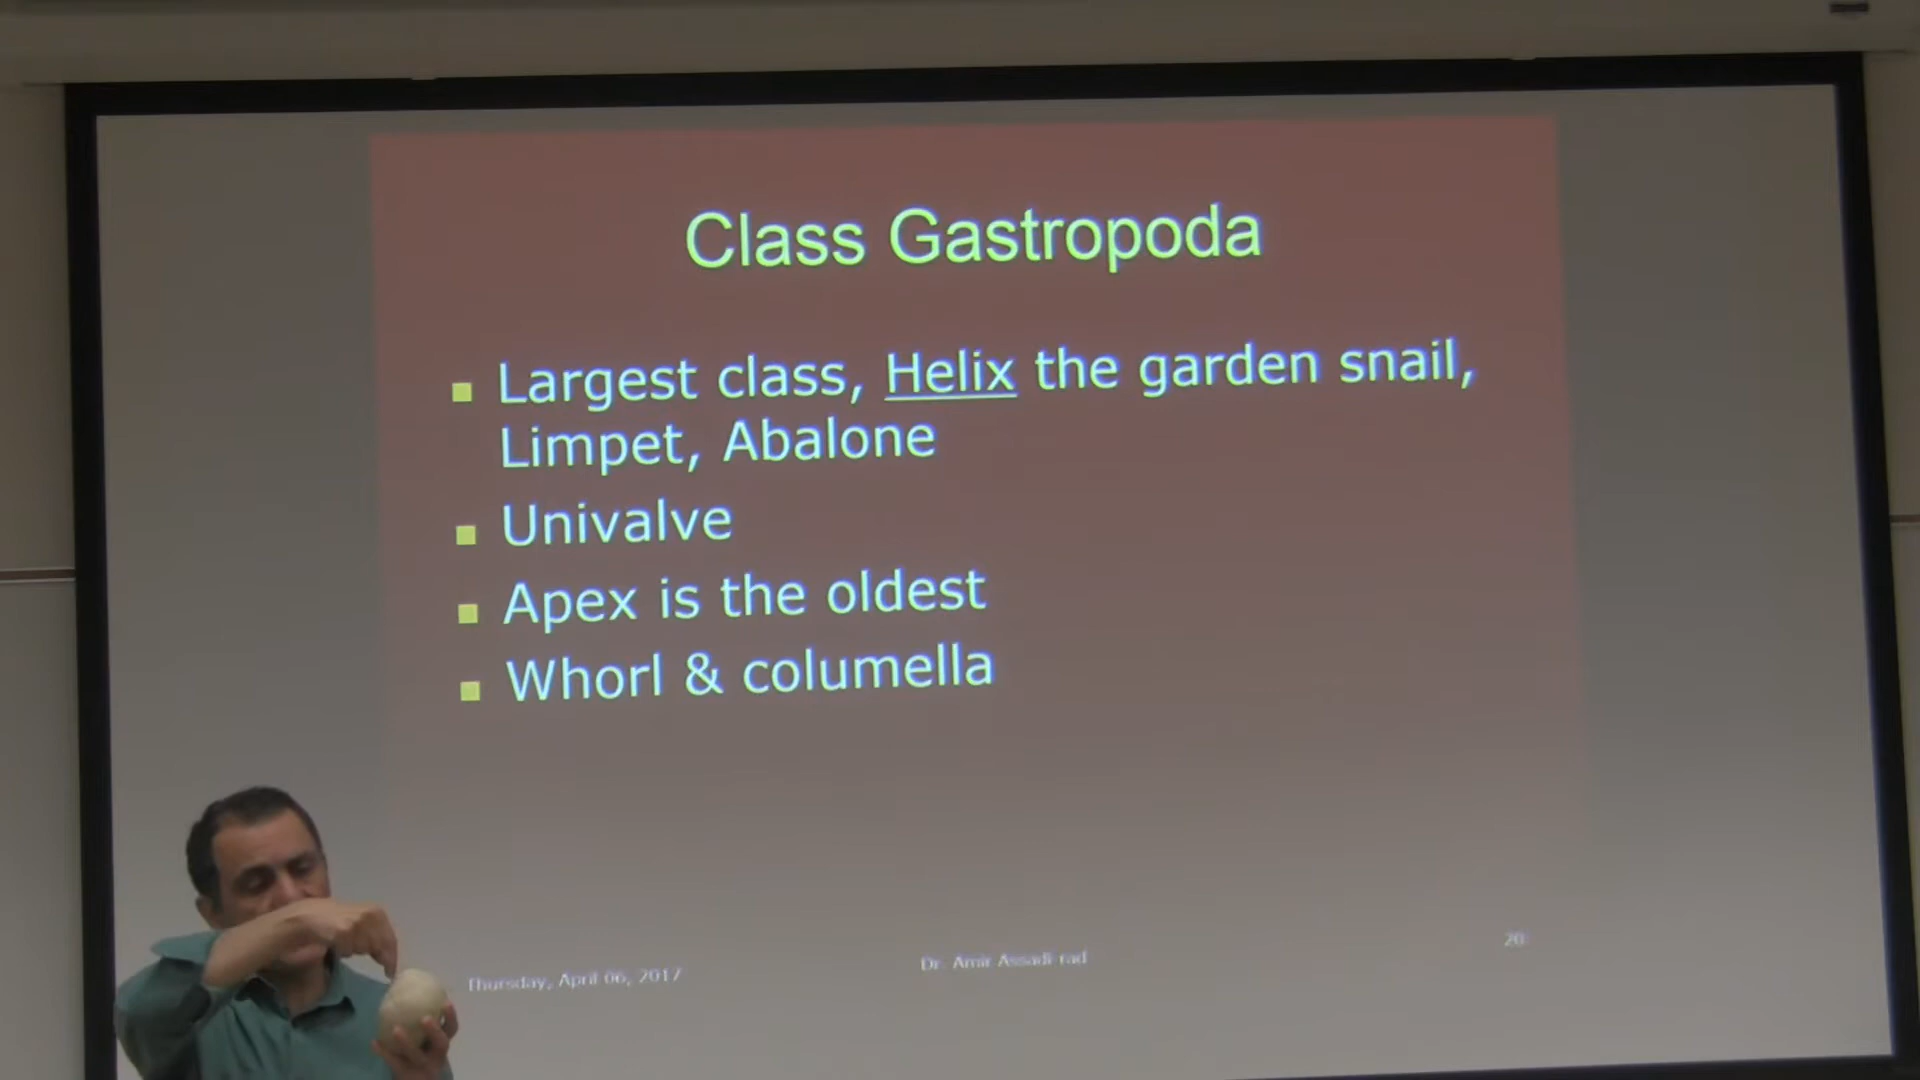 Class Gastropoda
Largest class, Helix the garden snail,
Limpet, Abalone
Univalve
Apex is the oldest
Whorl & columella
Thursday, April 06, 2017
Dr. Amir Assadi-rad
20